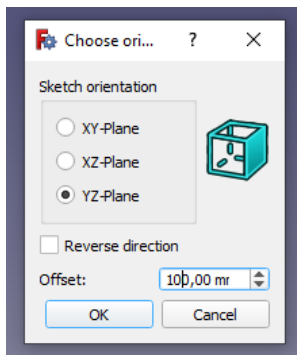 Choose ori... ? ×
Sketch orientation
XY-Plane
XZ-Plane
YZ-Plane
Reverse direction
Offset: 100,00 mr
OK Cancel